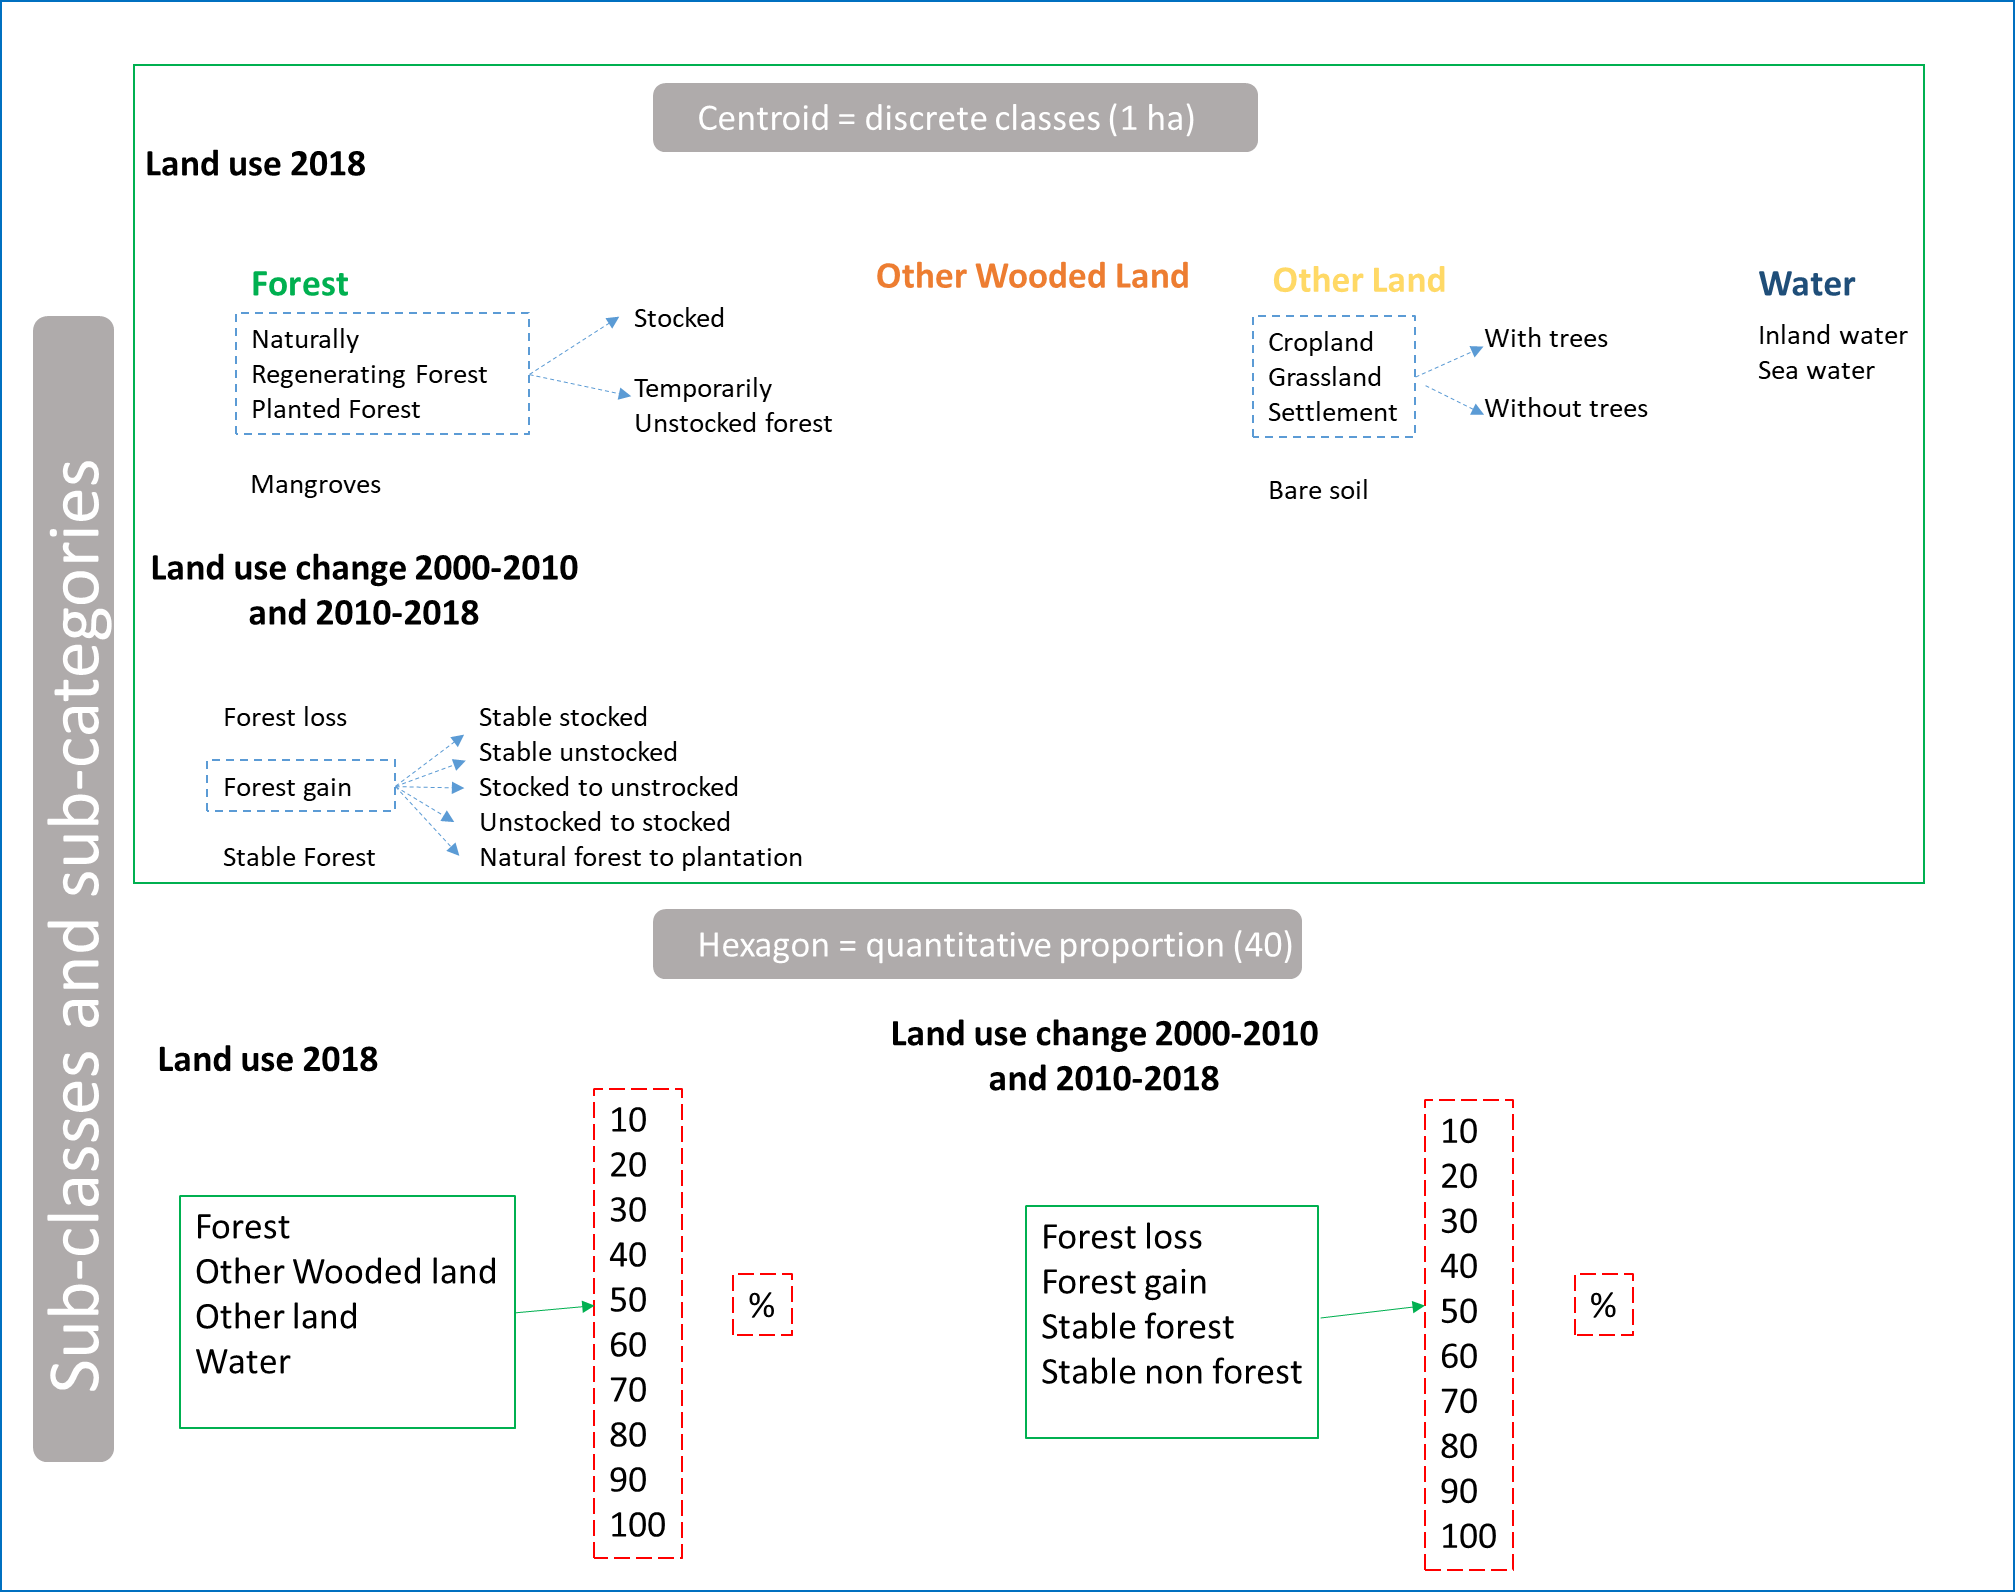 Sub-classes and sub-categories
Centroid = discrete classes (1 ha)
Land use 2018
Forest
Naturally
Regenerating Forest
Planted Forest
Mangroves
Stocked
Temporarily
Unstocked forest
Other Wooded Land
Other Land
Cropland
Grassland
Settlement
Bare soil
With trees
Without trees
Water
Inland water
Sea water
Land use change 2000-2010
and 2010-2018
Forest loss
Forest gain
Stable Forest
Stable stocked
Stable unstocked
Stocked to unstrocked
Unstocked to stocked
Natural forest to plantation
Hexagon = quantitative proportion (40)
Land use 2018
Forest
Other Wooded land
Other land
Water
10
20
30
40
50
60
70
80
90
100
%
Land use change 2000-2010
and 2010-2018
Forest loss
Forest gain
Stable forest
Stable non forest
10
20
30
40
50
60
70
80
90
100
%